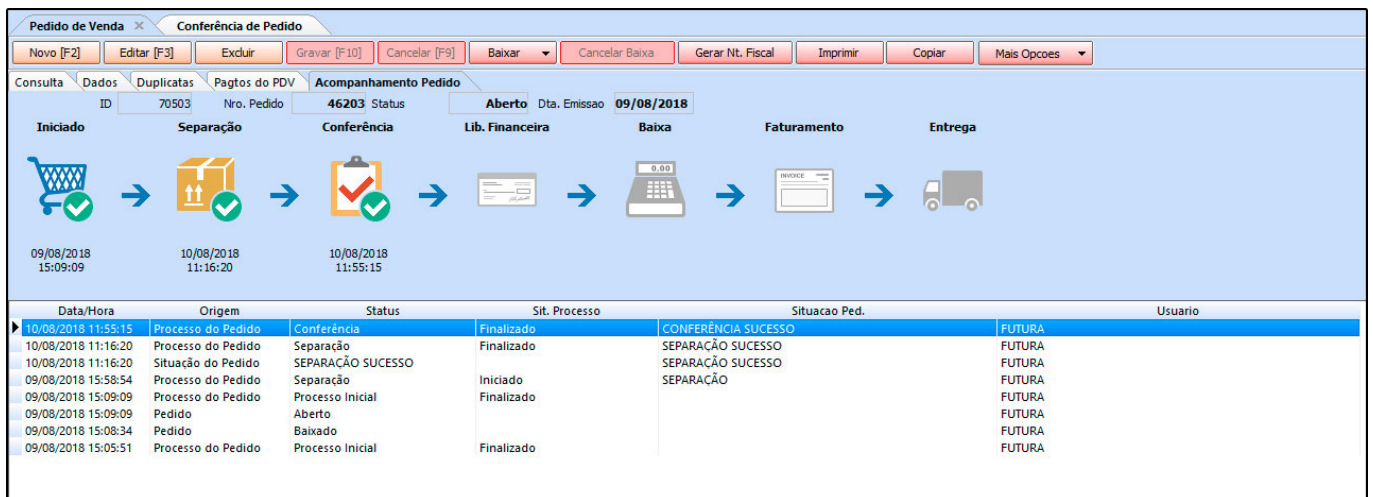 Pedido de Venda Conferência de Pedido
Novo [F2] Editar [F3] Excluir Gravar [F10] Cancelar [F9] Baixar Cancelar Baixa Gerar Nt. Fiscal Imprimir Copiar Mais Opcoes
Consulta Dados Duplicatas Pagtos do PDV Acompanhamento Pedido
ID 70503 Nro. Pedido 46203 Status Aberto Dta. Emissao 09/08/2018
Iniciado Separação Conferência Lib. Financeira Baixa Faturamento Entrega
0.00
INVOICE
09/08/2018 10/08/2018 10/08/2018
15:09:09 11:16:20 11:55:15
Data/Hora Origem Status Sit. Processo Situacao Ped. Usuario
10/08/2018 11:55:15 Processo do Pedido Conferência Finalizado CONFERÊNCIA SUCESSO FUTURA
10/08/2018 11:16:20 Processo do Pedido Separação Finalizado SEPARAÇÃO SUCESSO FUTURA
10/08/2018 11:16:20 Situação do Pedido SEPARAÇÃO SUCESSO SEPARAÇÃO SUCESSO FUTURA
09/08/2018 15:58:54 Processo do Pedido Separação Iniciado SEPARAÇÃO FUTURA
09/08/2018 15:09:09 Processo do Pedido Processo Inicial Finalizado FUTURA
09/08/2018 15:09:09 Pedido Aberto FUTURA
09/08/2018 15:08:34 Pedido Baixado FUTURA
09/08/2018 15:05:51 Processo do Pedido Processo Inicial Finalizado FUTURA